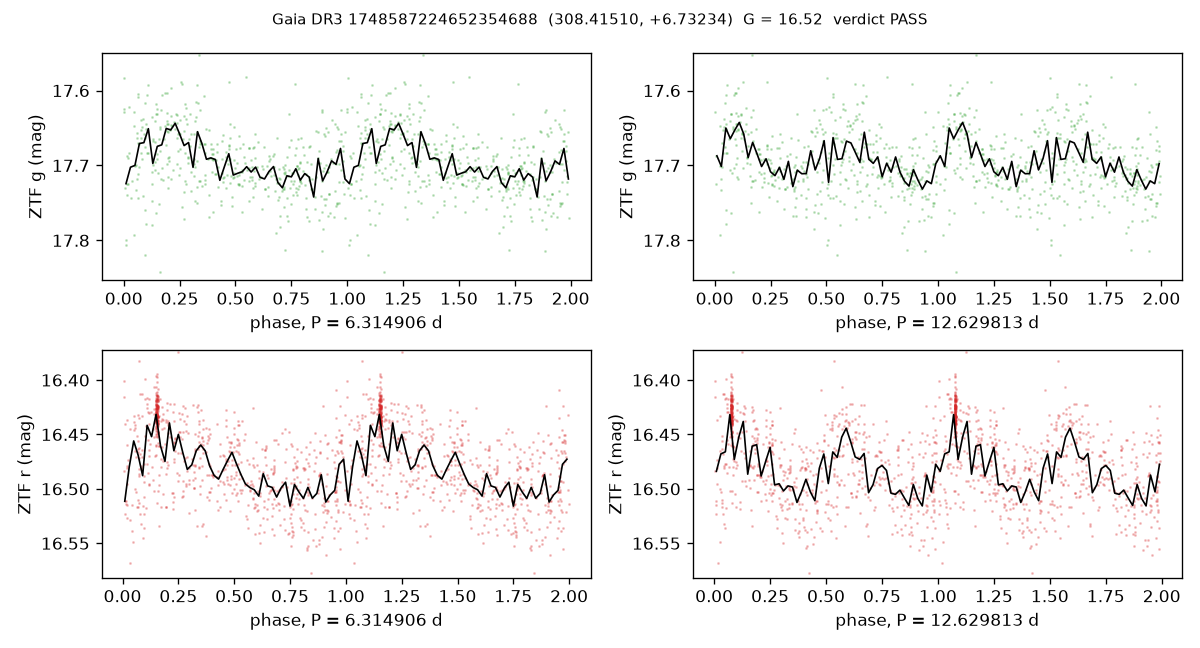 Gaia DR3 1748587224652354688  (308.41510, +6.73234)  G = 16.52  verdict PASS
ZTF g (mag)
17.6
17.7
17.8
0.00 0.25 0.50 0.75 1.00 1.25 1.50 1.75 2.00
phase, P = 6.314906 d
ZTF g (mag)
17.6
17.7
17.8
0.00 0.25 0.50 0.75 1.00 1.25 1.50 1.75 2.00
phase, P = 12.629813 d
ZTF r (mag)
16.40
16.45
16.50
16.55
0.00 0.25 0.50 0.75 1.00 1.25 1.50 1.75 2.00
phase, P = 6.314906 d
ZTF r (mag)
16.40
16.45
16.50
16.55
0.00 0.25 0.50 0.75 1.00 1.25 1.50 1.75 2.00
phase, P = 12.629813 d